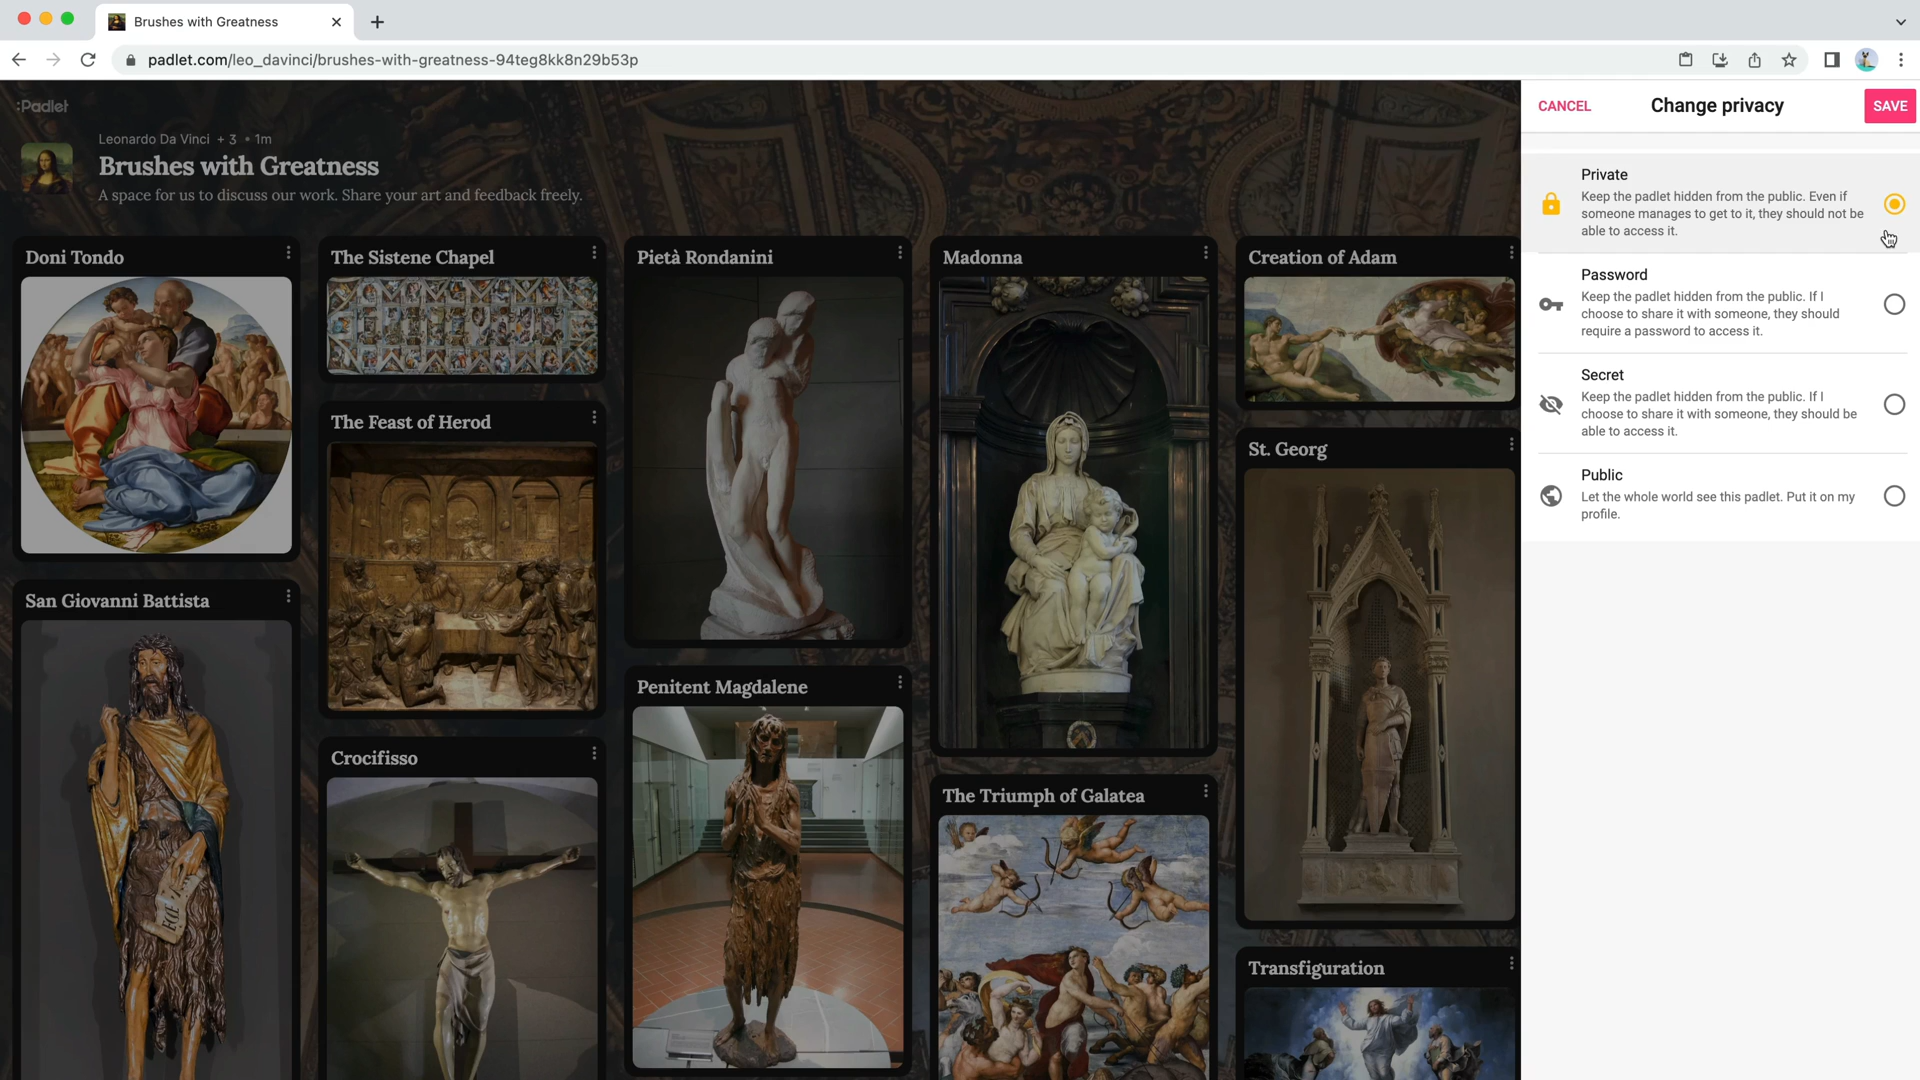 Brushes with Greatness
padlet.com/leo_davinci/brushes-with-greatness-94teg8kk8n29b53p
:Padlet
Leonardo Da Vinci + 3 • 1m
Brushes with Greatness
A space for us to discuss our work. Share your art and feedback freely.
Doni Tondo
San Giovanni Battista
The Sistene Chapel
The Feast of Herod
Crocifisso
Pietà Rondanini
Penitent Magdalene
Madonna
The Triumph of Galatea
Creation of Adam
St. Georg
Transfiguration
CANCEL
Change privacy
SAVE
Private
Keep the padlet hidden from the public. Even if
someone manages to get to it, they should not be
able to access it.
Password
Keep the padlet hidden from the public. If I
choose to share it with someone, they should
require a password to access it.
Secret
Keep the padlet hidden from the public. If I
choose to share it with someone, they should be
able to access it.
Public
Let the whole world see this padlet. Put it on my
profile.